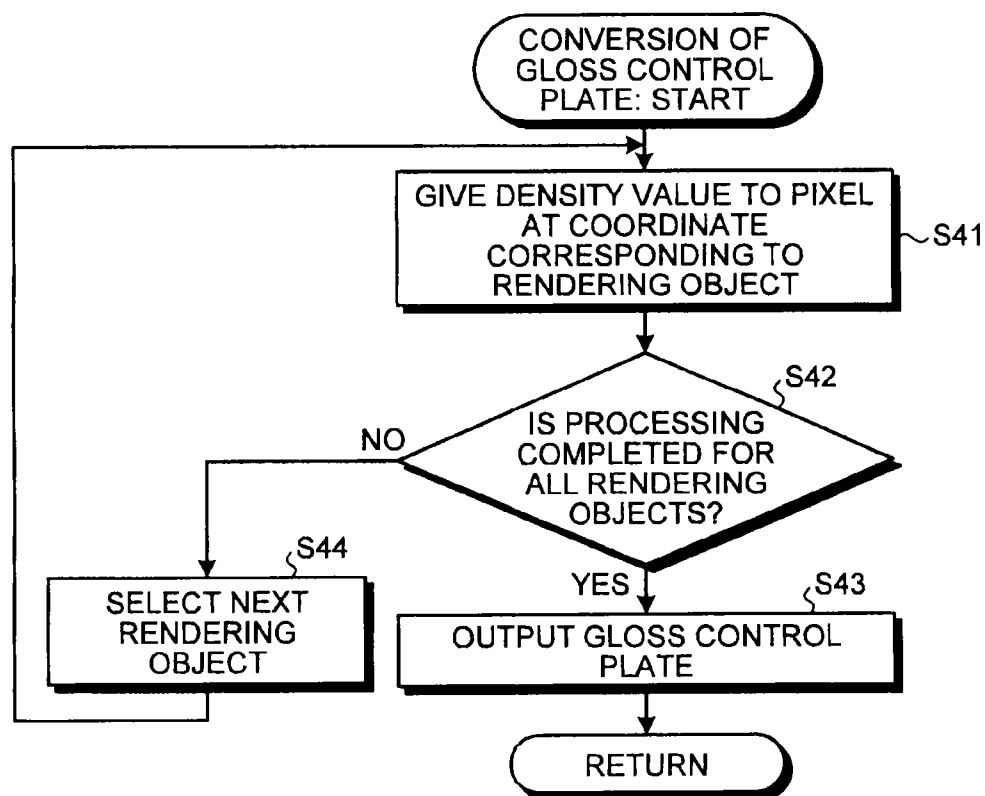 CONVERSION OF
GLOSS CONTROL
PLATE: START
GIVE DENSITY VALUE TO PIXEL
AT COORDINATE
CORRESPONDING TO
RENDERING OBJECT
S41
S42
IS PROCESSING
COMPLETED FOR
ALL RENDERING
OBJECTS?
NO
YES
S44
SELECT NEXT
RENDERING
OBJECT
S43
OUTPUT GLOSS CONTROL
PLATE
RETURN